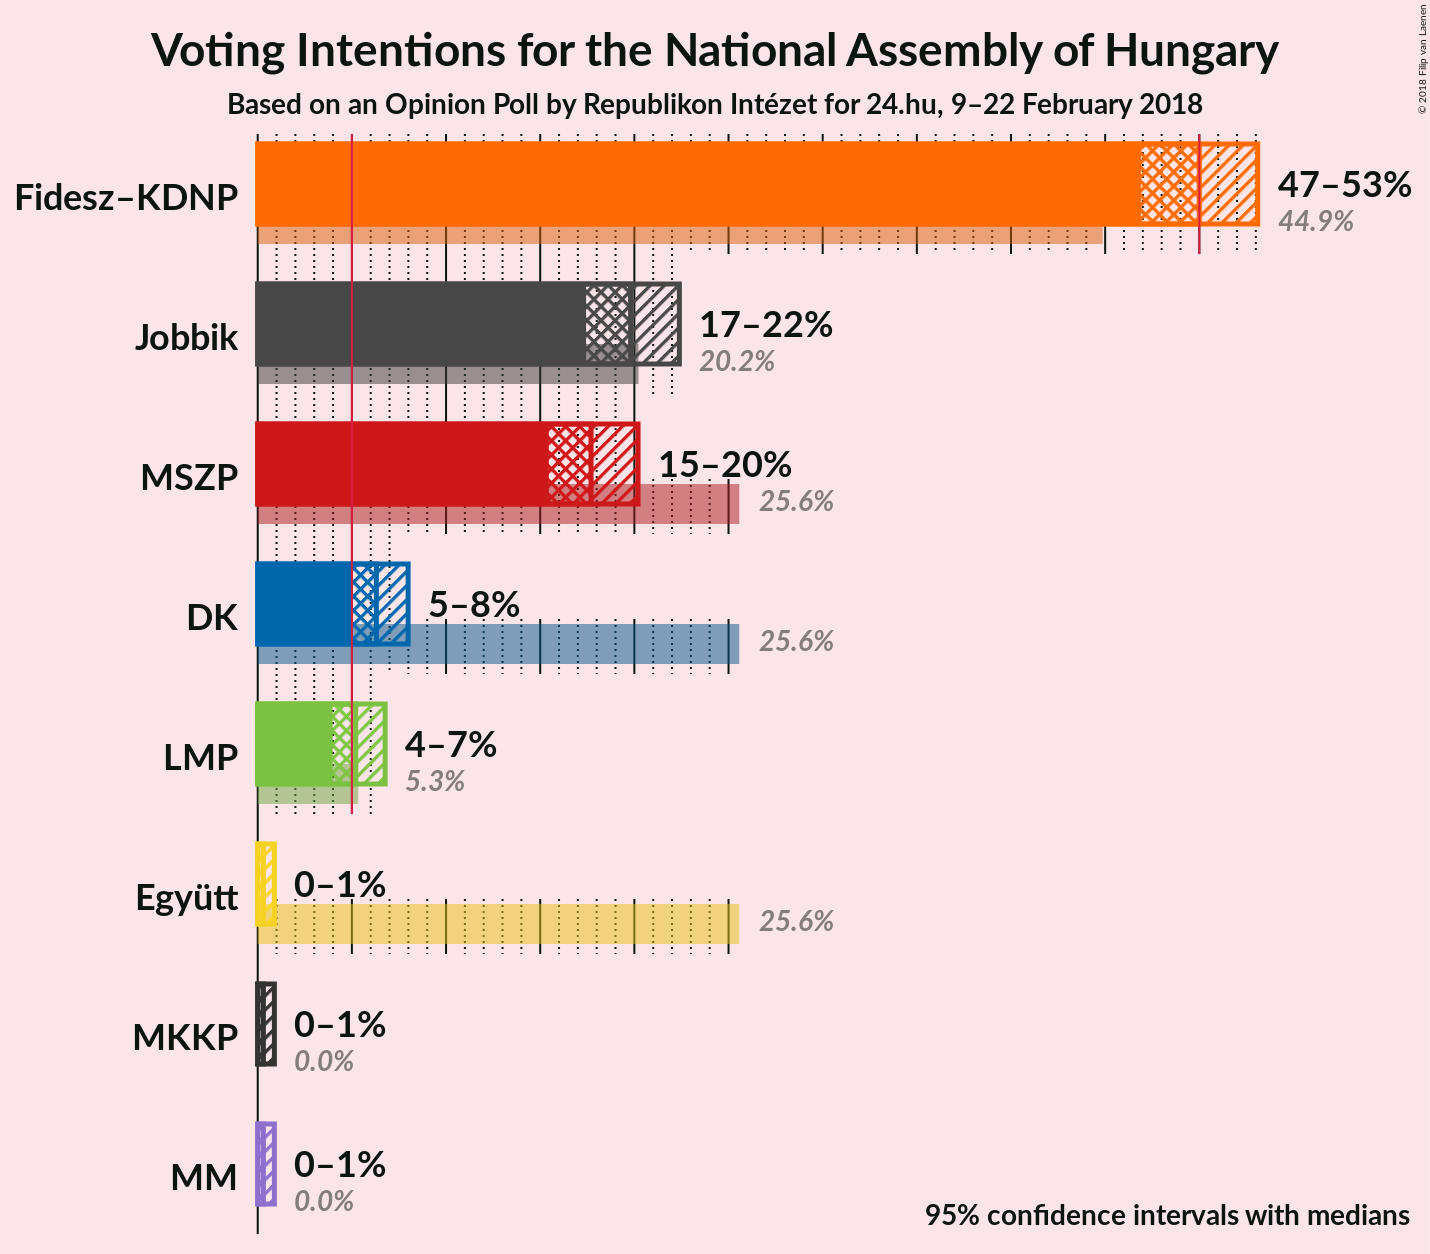 Voting Intentions for the National Assembly of Hungary
Based on an Opinion Poll by Republikon Intézet for 24.hu, 9–22 February 2018
© 2018 Filip van Laenen
Fidesz–KDNP
47–53%
44.9%
Jobbik
17–22%
20.2%
MSZP
15–20%
25.6%
DK
5–8%
25.6%
LMP
4–7%
5.3%
Együtt
0–1%
25.6%
MKKP
0–1%
0.0%
MM
0–1%
0.0%
95% confidence intervals with medians